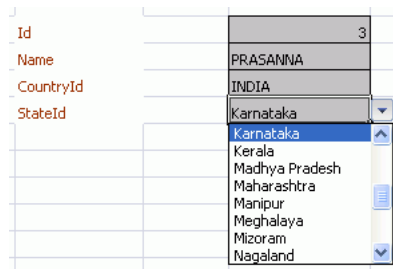 Id 3
Name PRASANNA
CountryId INDIA
StateId Karnataka
Karnataka
Kerala
Madhya Pradesh
Maharashtra
Manipur
Meghalaya
Mizoram
Nagaland